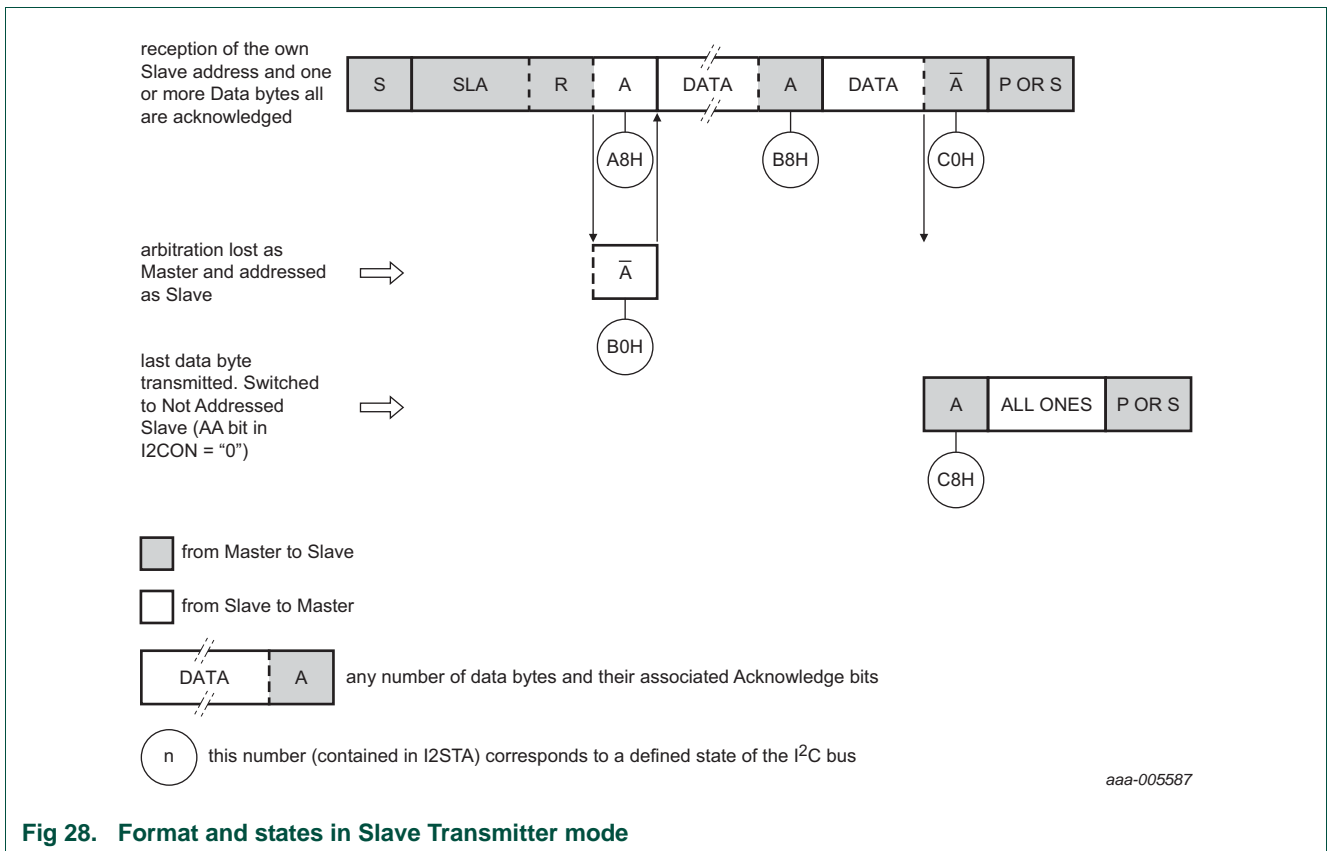 reception of the own
Slave address and one
or more Data bytes all
are acknowledged
S SLA R A DATA A DATA A̅ P OR S
A8H B8H C0H
arbitration lost as
Master and addressed
as Slave
A̅
B0H
last data byte
transmitted. Switched
to Not Addressed
Slave (AA bit in
I2CON = “0”)
A ALL ONES P OR S
C8H
from Master to Slave
from Slave to Master
DATA A any number of data bytes and their associated Acknowledge bits
n this number (contained in I2STA) corresponds to a defined state of the I²C bus
aaa-005587
Fig 28. Format and states in Slave Transmitter mode